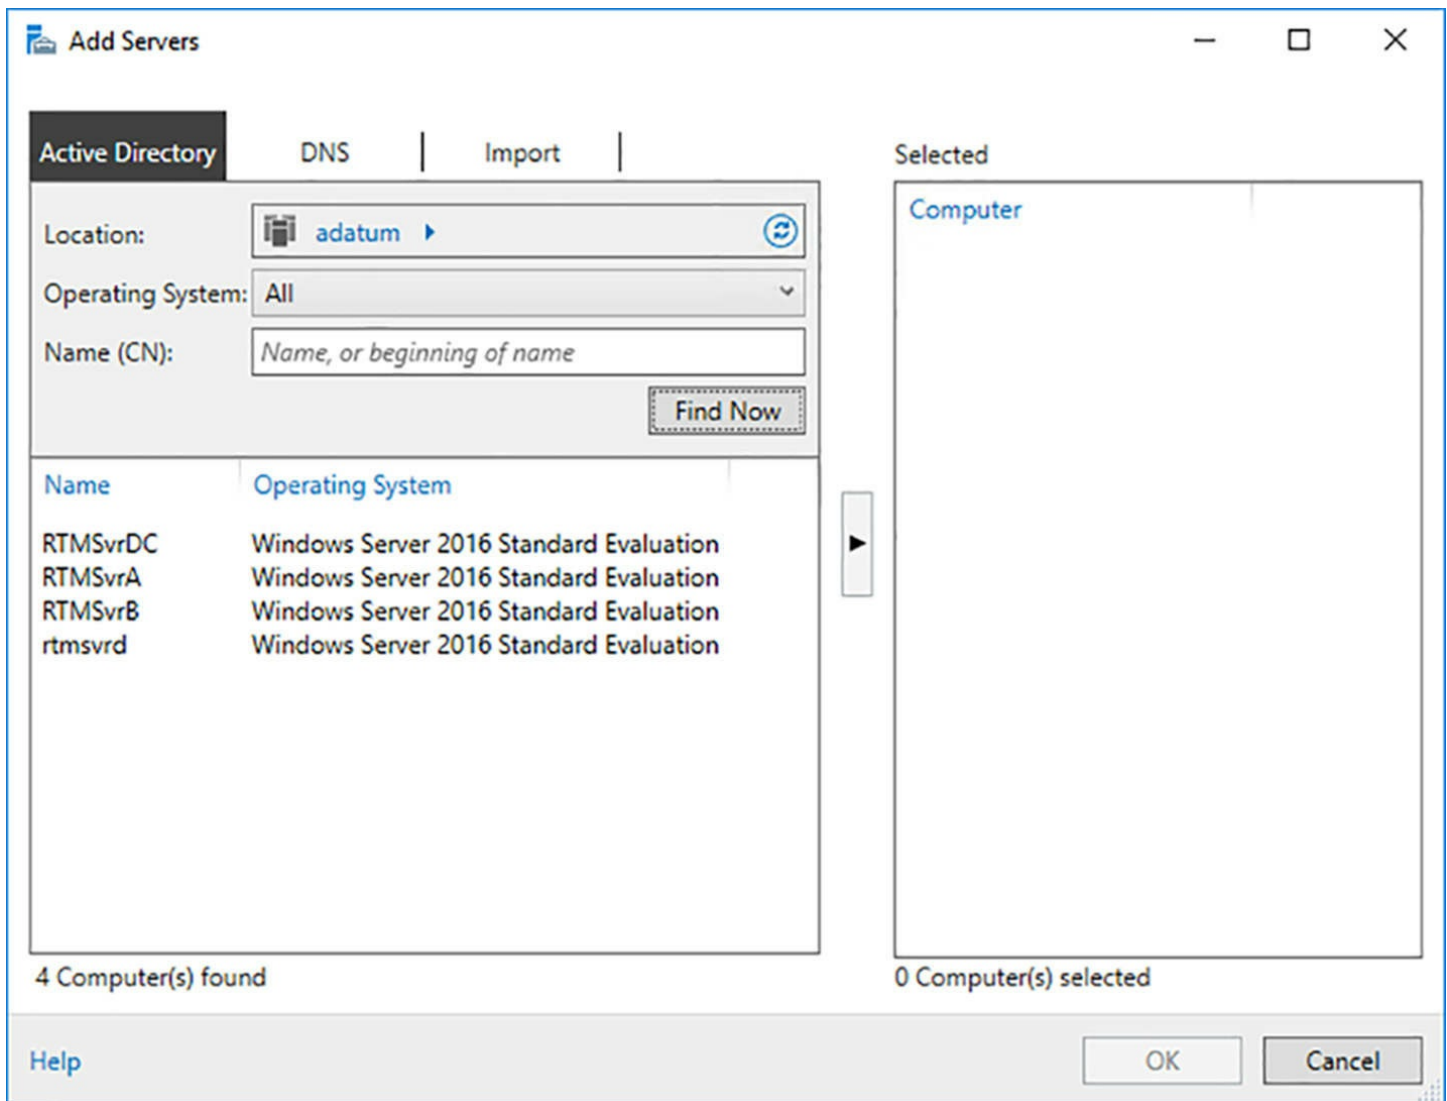 Add Servers
Active Directory DNS Import
Selected
Location: adatum
Operating System: All
Name (CN): Name, or beginning of name
Find Now
Name Operating System
RTMSvrDC Windows Server 2016 Standard Evaluation
RTMSvrA Windows Server 2016 Standard Evaluation
RTMSvrB Windows Server 2016 Standard Evaluation
rtmsvrd Windows Server 2016 Standard Evaluation
4 Computer(s) found
Computer
0 Computer(s) selected
Help OK Cancel